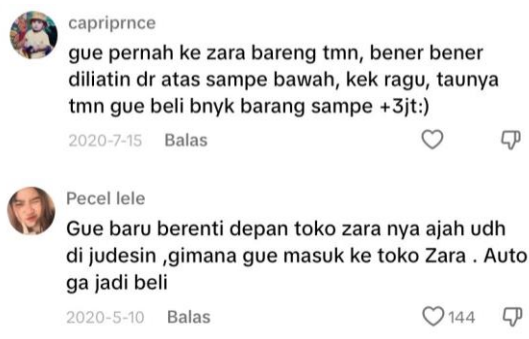 capriprnce
gue pernah ke zara bareng tmn, bener bener
diliatin dr atas sampe bawah, kek ragu, taunya
tmn gue beli bnyk barang sampe +3jt:)
2020-7-15 Balas
Pecel lele
Gue baru berenti depan toko zara nya ajah udh
di judesin ,gimana gue masuk ke toko Zara . Auto
ga jadi beli
2020-5-10 Balas 144